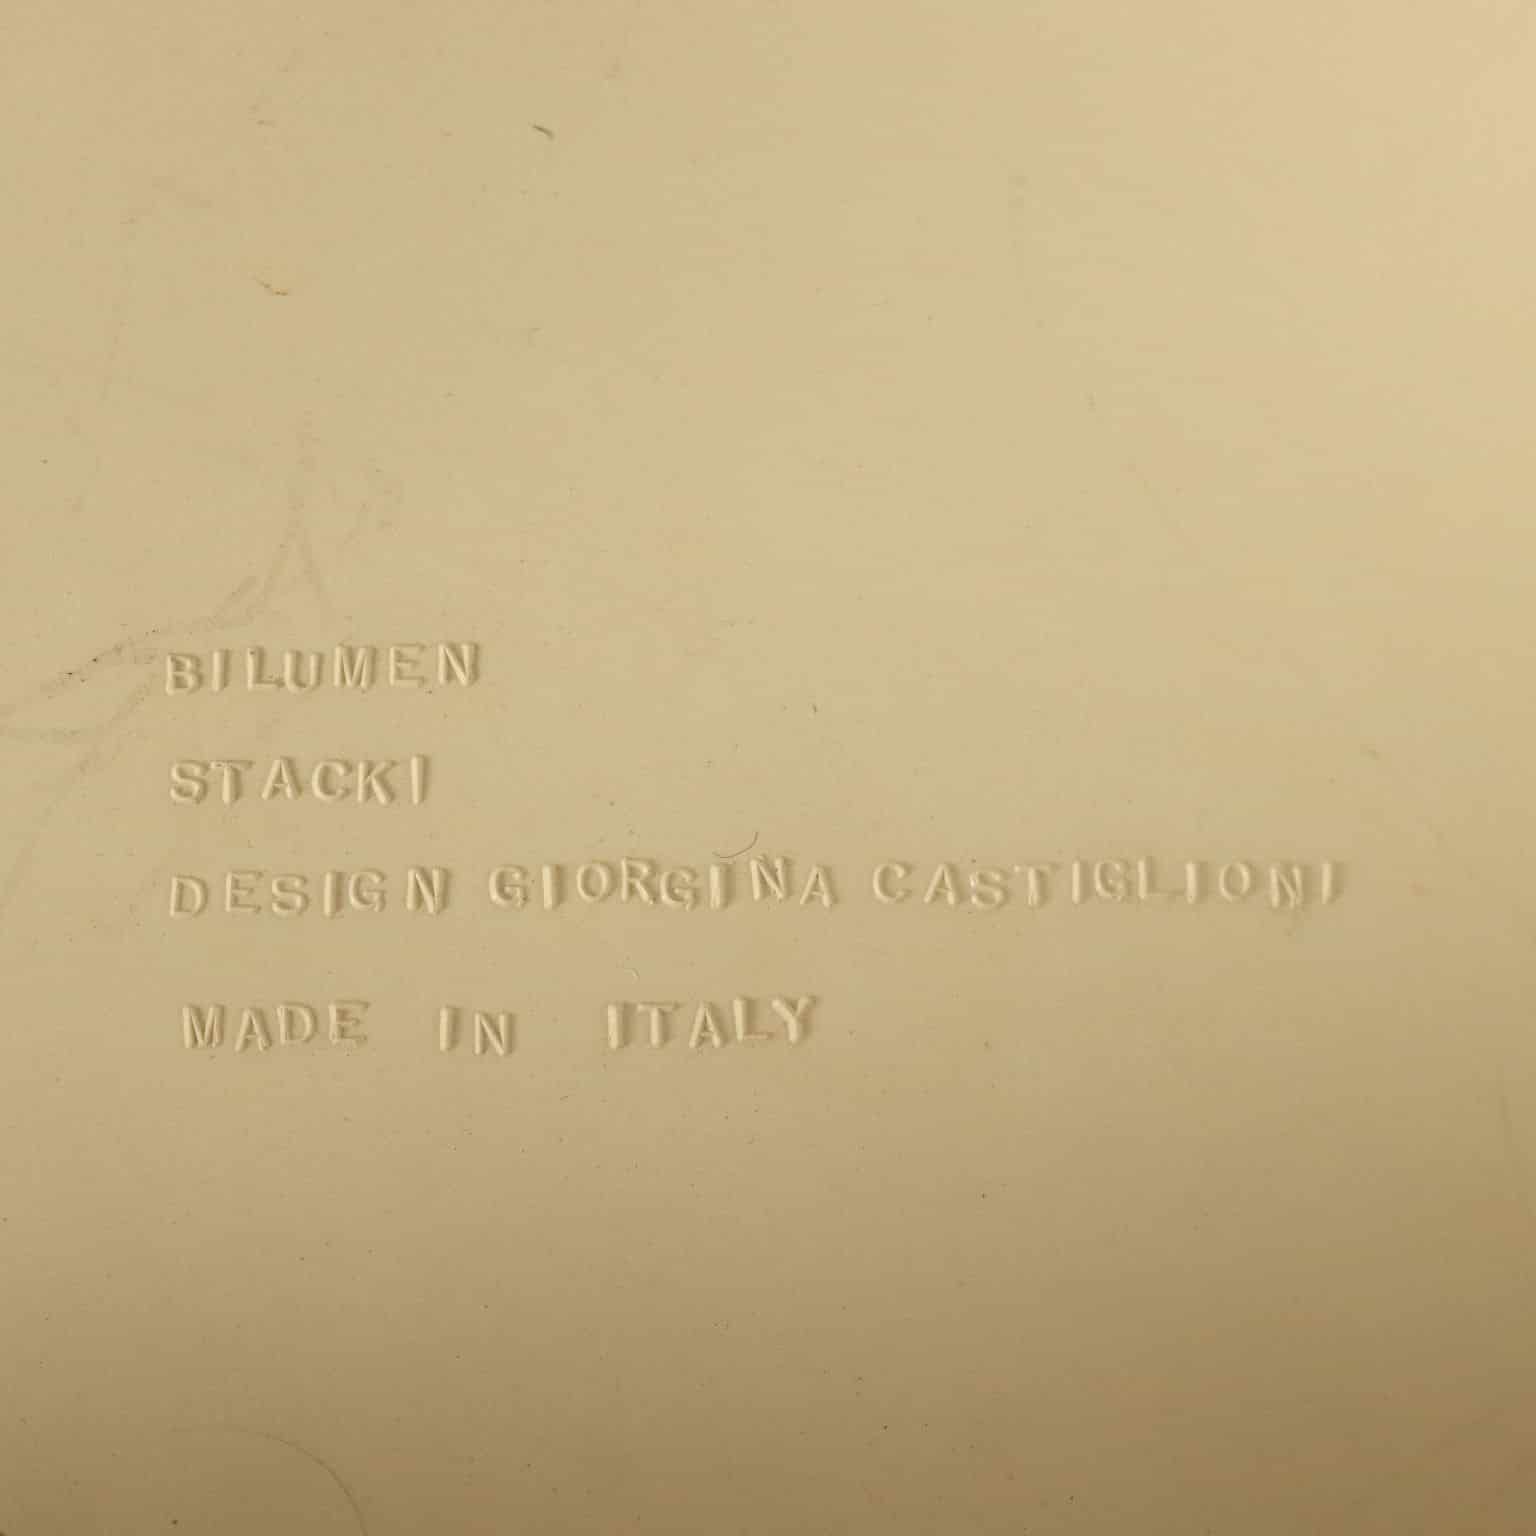 BILUMEN
STACKI
DESIGN GIORGINA CASTIGLIONI
MADE IN ITALY